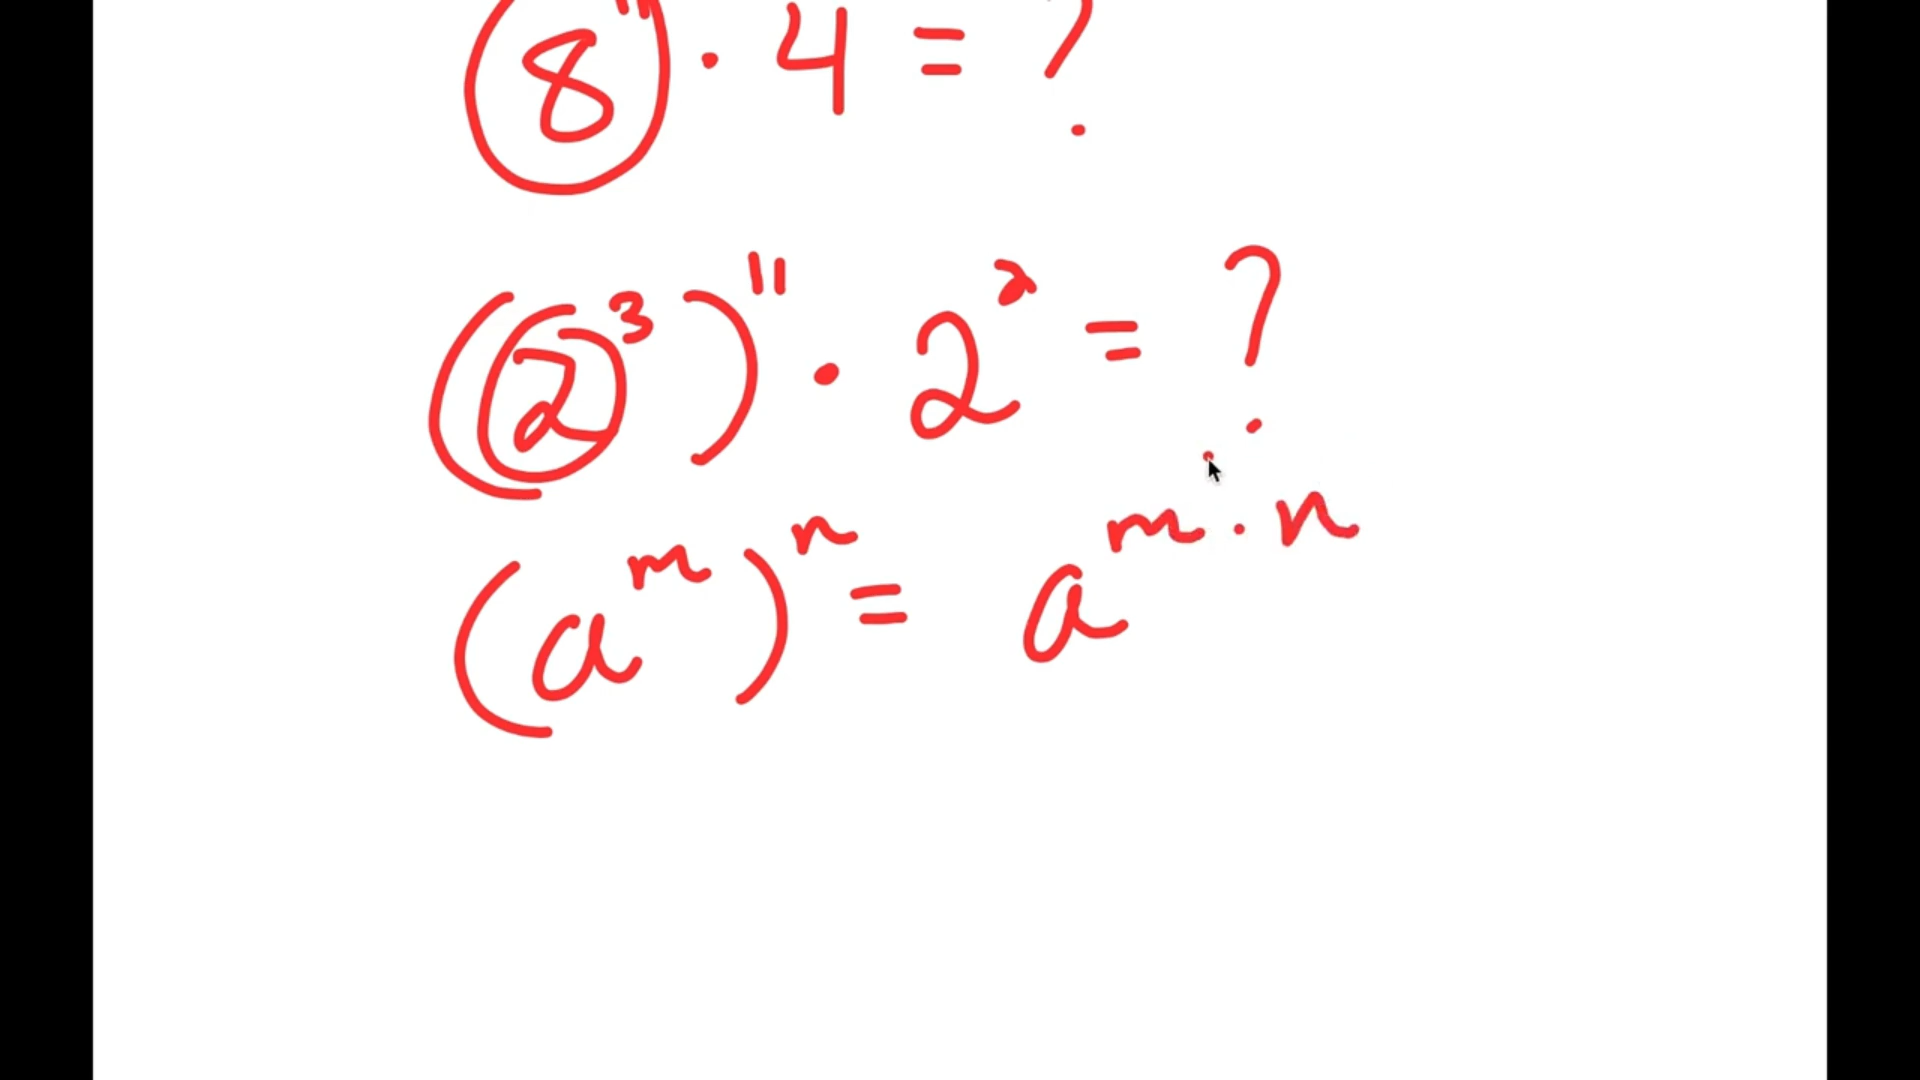 8¹¹ · 4 = ?
(2³)¹¹ · 2² = ?
(aᵐ)ⁿ = aᵐ·ⁿ